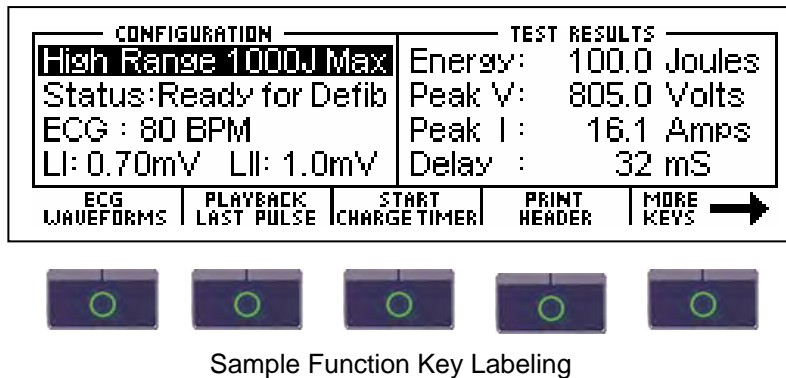 CONFIGURATION
High Range 1000J Max
Status:Ready for Defib
ECG : 80 BPM
LI: 0.70mV LII: 1.0mV
TEST RESULTS
Energy: 100.0 Joules
Peak V: 805.0 Volts
Peak I : 16.1 Amps
Delay : 32 mS
ECG WAVEFORMS
PLAYBACK LAST PULSE
START CHARGE TIMER
PRINT HEADER
MORE KEYS
Sample Function Key Labeling